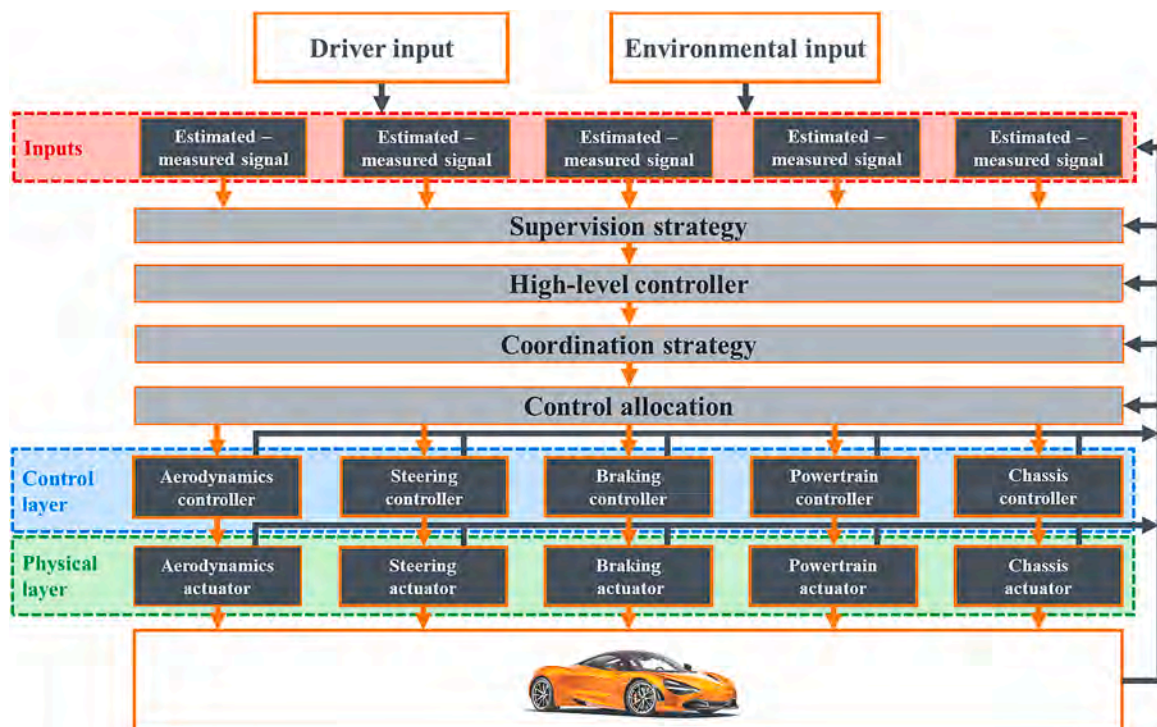 Driver input
Environmental input
Inputs
Estimated –
measured signal
Estimated –
measured signal
Estimated –
measured signal
Estimated –
measured signal
Estimated –
measured signal
Supervision strategy
High-level controller
Coordination strategy
Control allocation
Control
layer
Aerodynamics
controller
Steering
controller
Braking
controller
Powertrain
controller
Chassis
controller
Physical
layer
Aerodynamics
actuator
Steering
actuator
Braking
actuator
Powertrain
actuator
Chassis
actuator